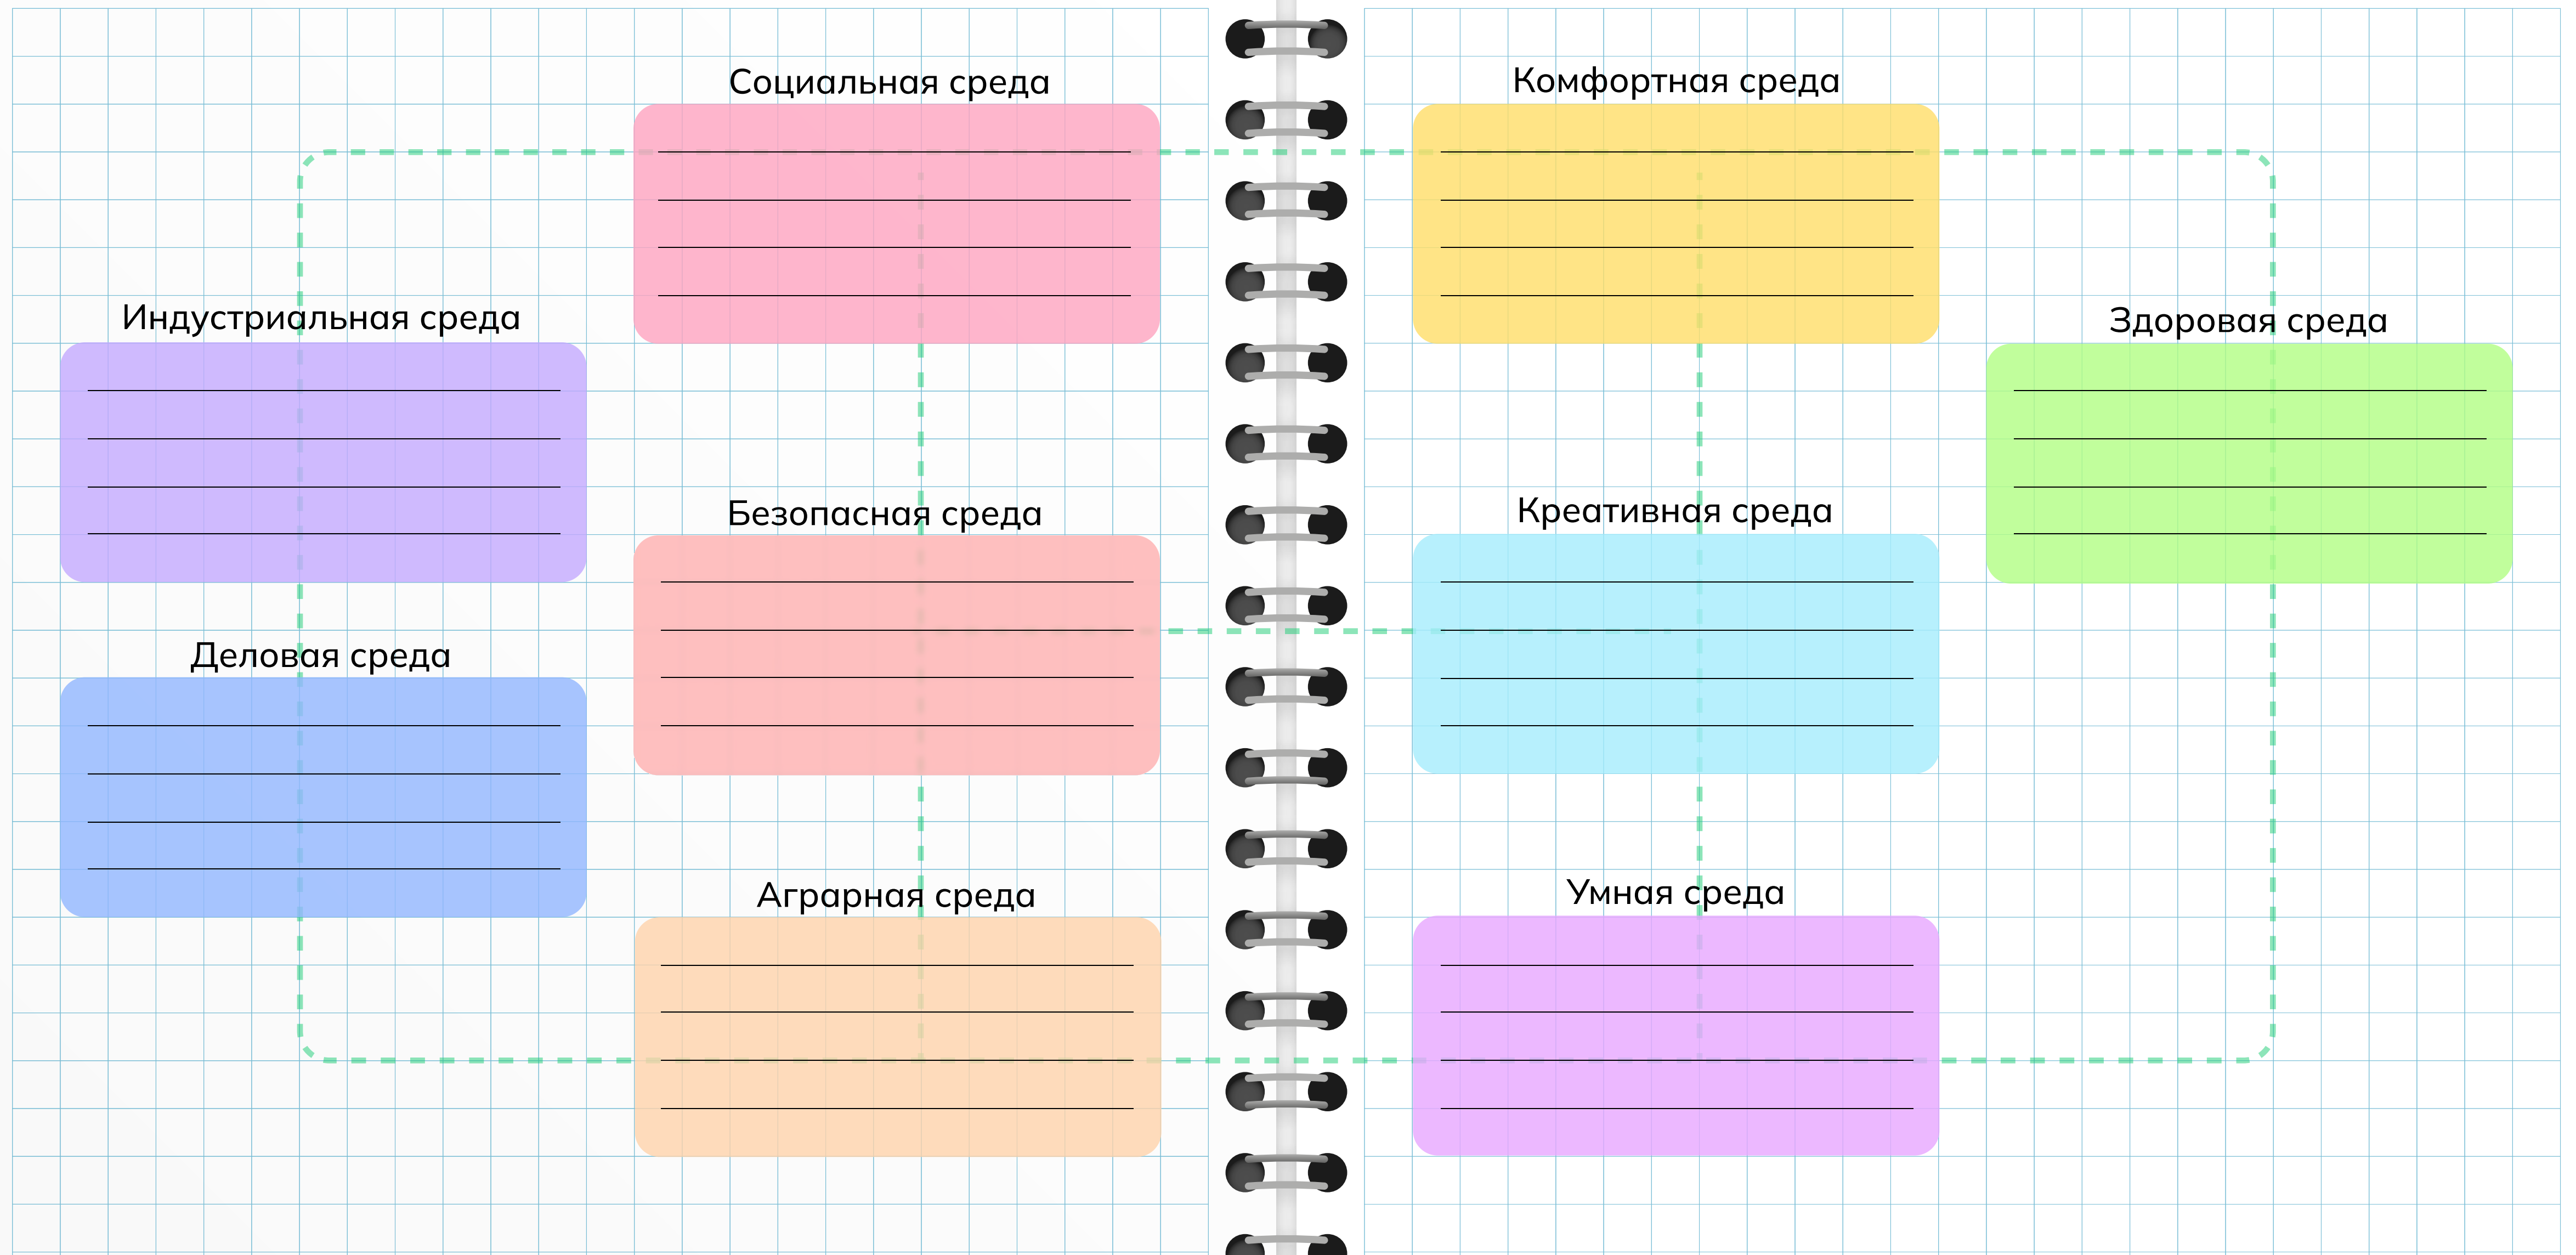 Социальная среда
Комфортная среда
Индустриальная среда
Здоровая среда
Безопасная среда
Креативная среда
Деловая среда
Аграрная среда
Умная среда